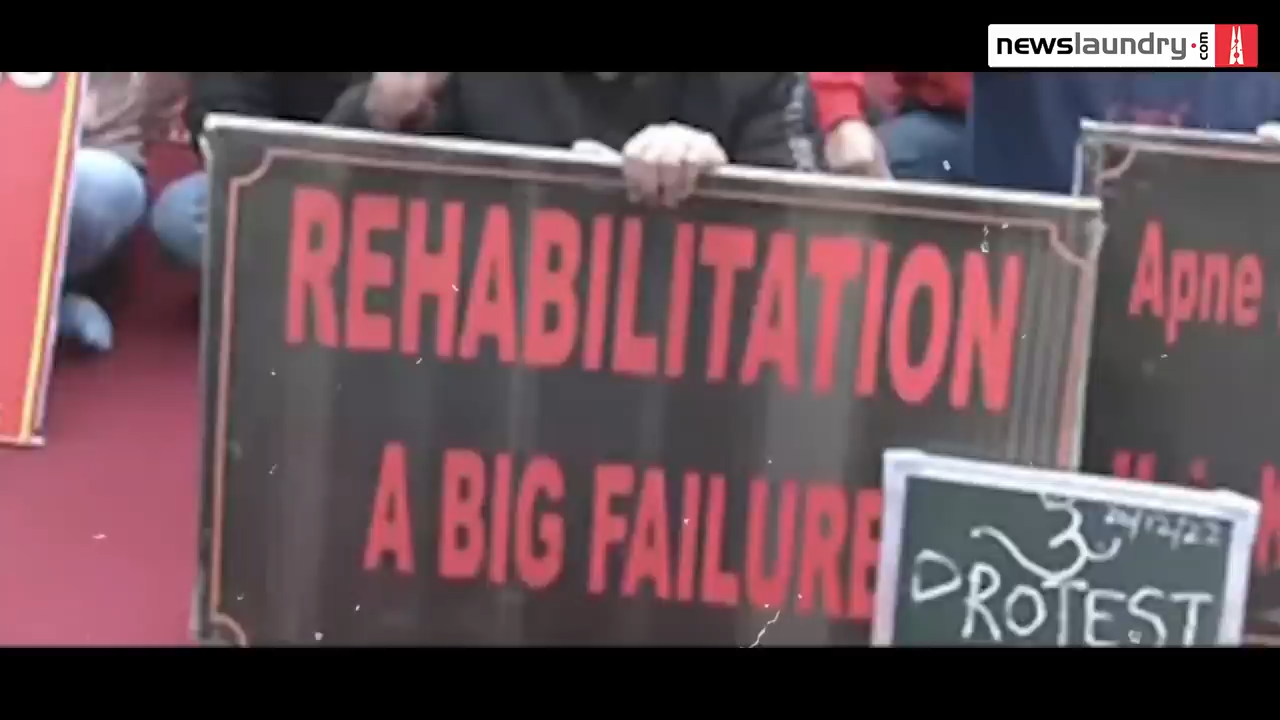 newslaundry.com
REHABILITATION
A BIG FAILURE
Apne
24/12/22
PROTEST